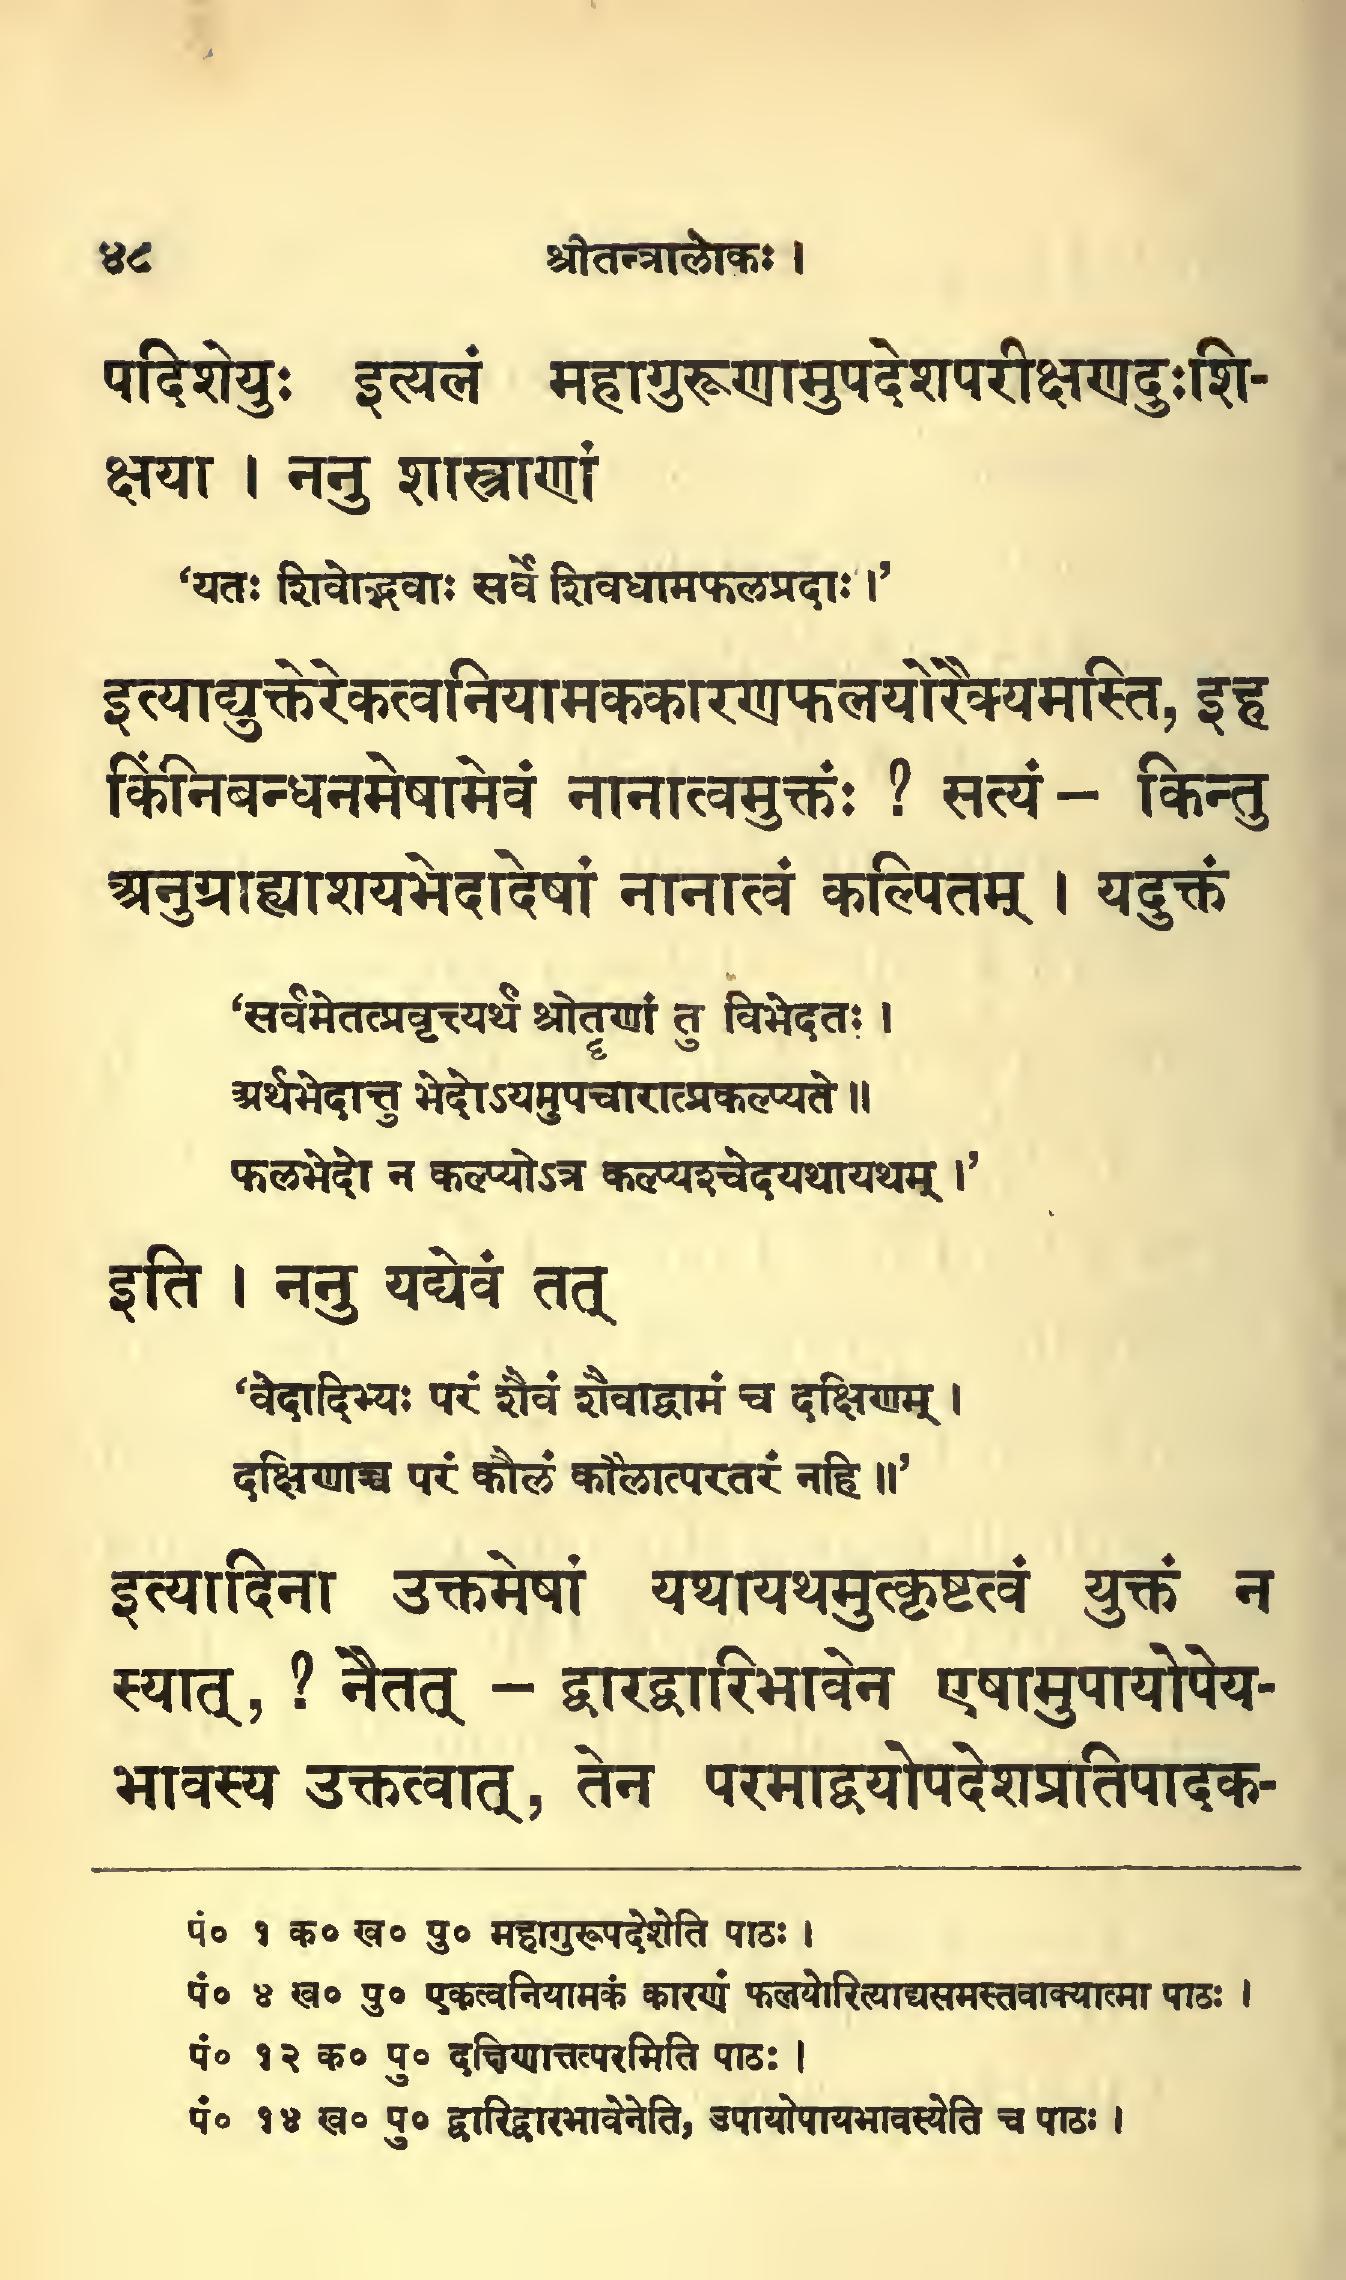 ४८
श्रीतन्त्रालोकः ।
पदिशेयुः इत्यलं महागुरूणामुपदेशपरीक्षणदुःशि-
क्षया । ननु शास्त्राणां
‘यतः शिवोद्भवाः सर्वे शिवधामफलप्रदाः ।’
इत्याद्युक्तेरेकत्वनियामककारणफलयोरैक्यमस्ति, इह
किंनिबन्धनमेषामेवं नानात्वमुक्तंः ? सत्यं – किन्तु
अनुग्राह्याशयभेदादेषां नानात्वं कल्पितम् । यदुक्तं
‘सर्वमेतत्प्रवृत्त्यर्थं श्रोतॄणां तु विभेदतः ।
अर्थभेदात्तु भेदोऽयमुपचारात्प्रकल्प्यते ॥
फलभेदो न कल्प्योऽत्र कल्प्यश्चेदयथायथम् ।’
इति । ननु यद्येवं तत्
‘वेदादिभ्यः परं शैवं शैवाद्वामं च दक्षिणम् ।
दक्षिणाच्च परं कौलं कौलात्परतरं नहि ॥’
इत्यादिना उक्तमेषां यथायथमुत्कृष्टत्वं युक्तं न
स्यात्, ? नैतत् – द्वारद्वारिभावेन एषामुपायोपेय-
भावस्य उक्तत्वात्, तेन परमाद्वयोपदेशप्रतिपादक-
पं० १ क० ख० पु० महागुरूपदेशेति पाठः ।
पं० ४ ख० पु० एकत्वनियामकं कारणं फलयोरित्याद्यसमस्तवाक्यात्मा पाठः ।
पं० १२ क० पु० दक्षिणात्तत्परमिति पाठः ।
पं० १४ ख० पु० द्वारिद्वारभावेनेति, उपायोपायभावस्येति च पाठः ।